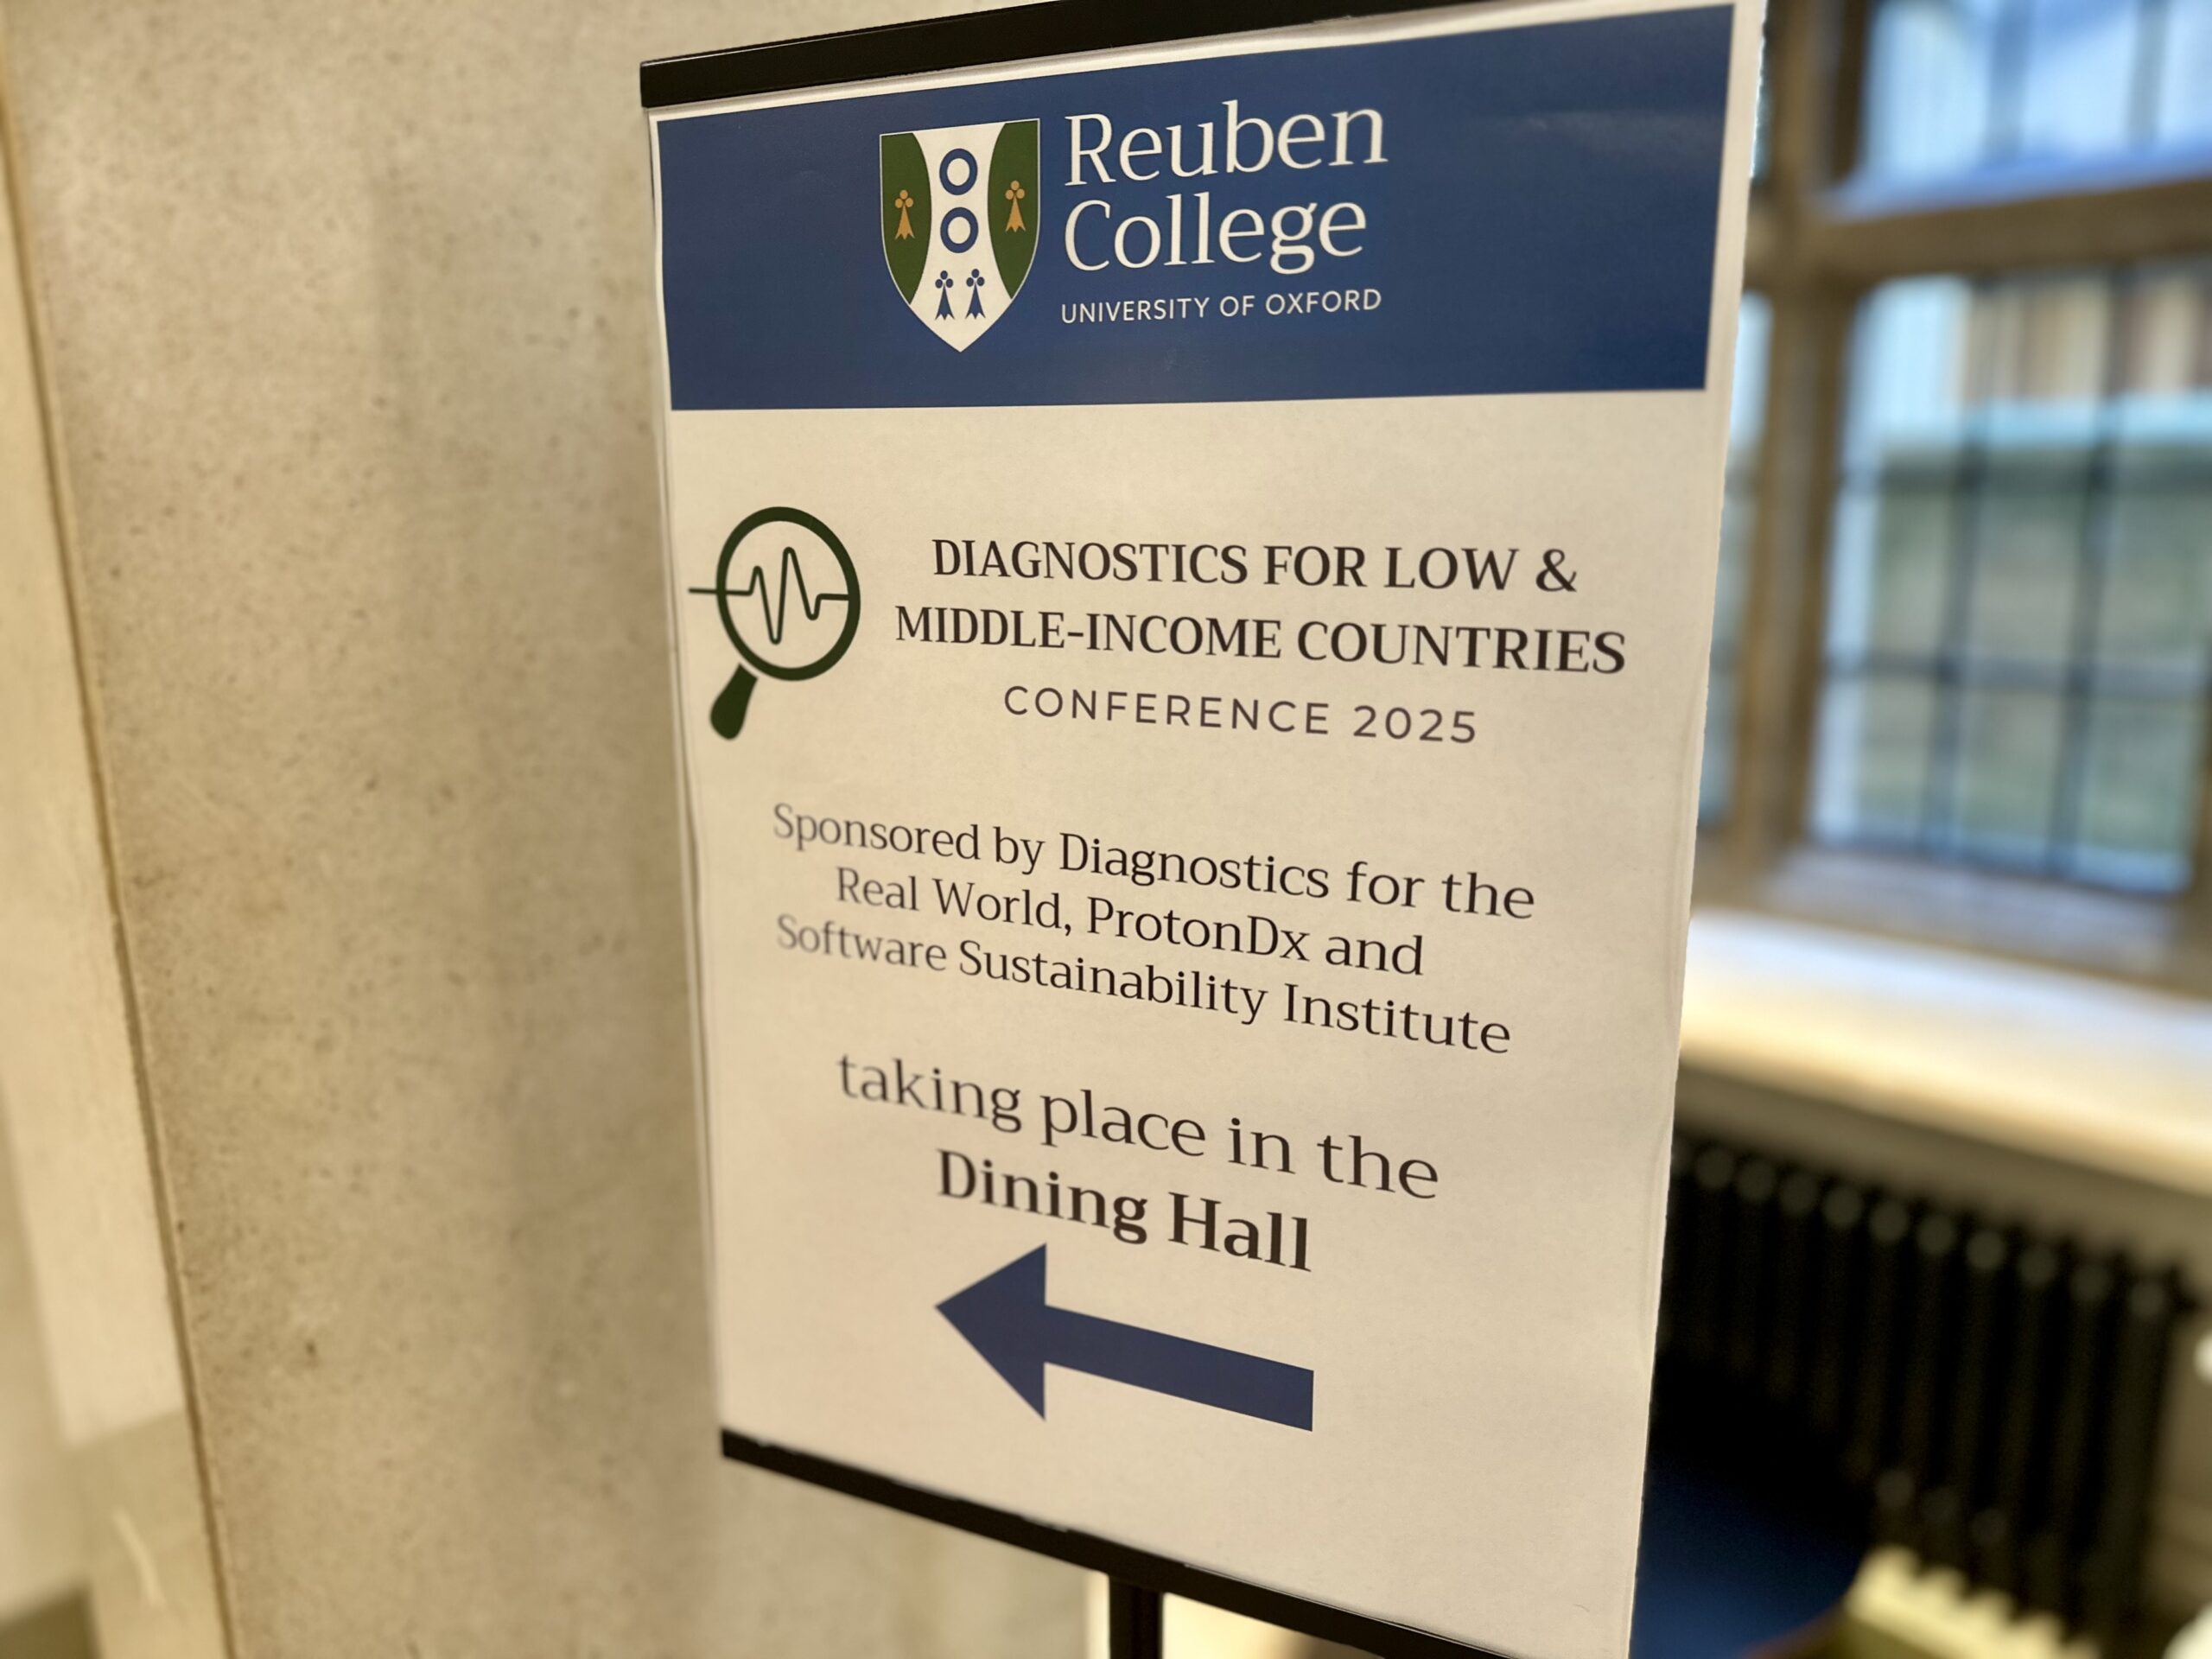 Reuben
College
UNIVERSITY OF OXFORD
DIAGNOSTICS FOR LOW &
MIDDLE-INCOME COUNTRIES
CONFERENCE 2025
Sponsored by Diagnostics for the
Real World, ProtonDx and
Software Sustainability Institute
taking place in the
Dining Hall